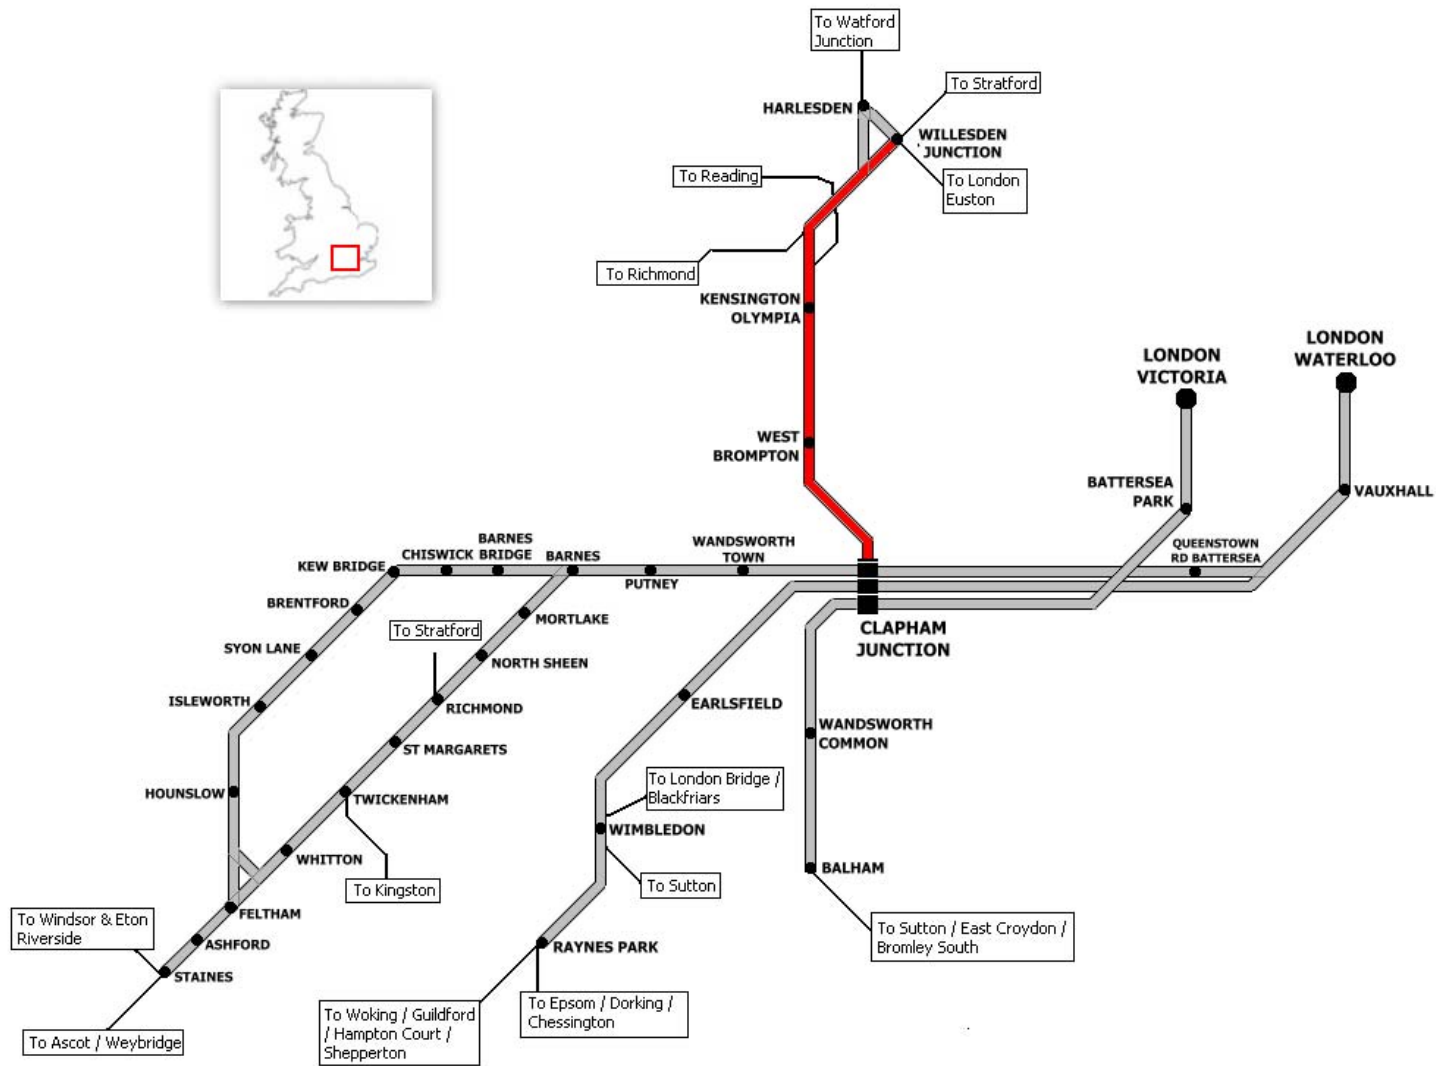 To Watford
Junction
To Stratford
HARLESDEN
WILLESDEN
JUNCTION
To Reading
To London
Euston
To Richmond
KENSINGTON
OLYMPIA
LONDON
WATERLOO
LONDON
VICTORIA
WEST
BROMPTON
BATTERSEA
PARK
VAUXHALL
BARNES
BRIDGE
CHISWICK
BARNES
WANDSWORTH
TOWN
QUEENSTOWN
RD BATTERSEA
KEW BRIDGE
PUTNEY
BRENTFORD
MORTLAKE
To Stratford
CLAPHAM
JUNCTION
SYON LANE
NORTH SHEEN
ISLEWORTH
RICHMOND
EARLSFIELD
WANDSWORTH
COMMON
ST MARGARETS
To London Bridge /
Blackfriars
HOUNSLOW
TWICKENHAM
WIMBLEDON
WHITTON
BALHAM
To Kingston
To Sutton
FELTHAM
To Windsor & Eton
Riverside
ASHFORD
To Sutton / East Croydon /
Bromley South
RAYNES PARK
STAINES
To Woking / Guildford
/ Hampton Court /
Shepperton
To Epsom / Dorking /
Chessington
To Ascot / Weybridge